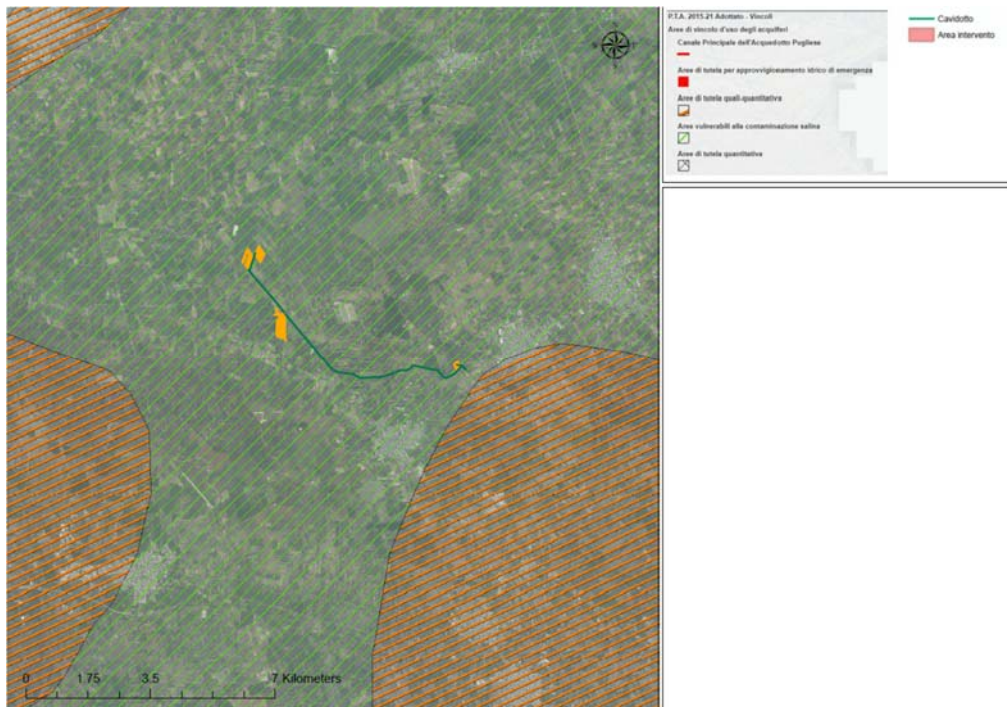 P.T.A. 2015-21 Adottato - Vincoli
Aree di vincolo d'uso degli acquiferi
Canale Principale dell'Acquedotto Pugliese
Aree di tutela per approvvigionamento idrico di emergenza
Aree di tutela quali-quantitativa
Aree vulnerabili alla contaminazione salina
Aree di tutela quantitativa
Cavidotto
Area intervento
0 1.75 3.5 7 Kilometers